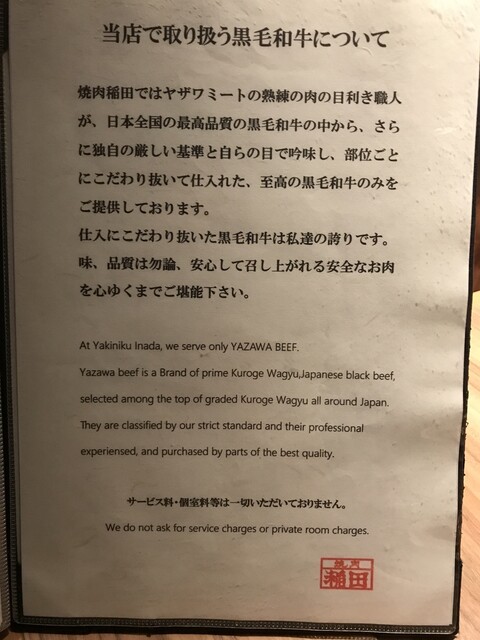 当店で取り扱う黒毛和牛について
焼肉稲田ではヤザワミートの熟練の肉の目利き職人
が、日本全国の最高品質の黒毛和牛の中から、さら
に独自の厳しい基準と自らの目で吟味し、部位ごと
にこだわり抜いて仕入れた、至高の黒毛和牛のみを
ご提供しております。
仕入にこだわり抜いた黒毛和牛は私達の誇りです。
味、品質は勿論、安心して召し上がれる安全なお肉
を心ゆくまでご堪能下さい。
At Yakiniku Inada, we serve only YAZAWA BEEF.
Yazawa beef is a Brand of prime Kuroge Wagyu,Japanese black beef,
selected among the top of graded Kuroge Wagyu all around Japan.
They are classified by our strict standard and their professional
experiensed, and purchased by parts of the best quality.
サービス料・個室料等は一切いただいておりません。
We do not ask for service charges or private room charges.
焼肉
稲田